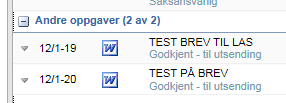 Saksansvarlig
Andre oppgaver (2 av 2)
12/1-19 TEST BREV TIL LAS
Godkjent - til utsending
12/1-20 TEST PÅ BREV
Godkjent - til utsending